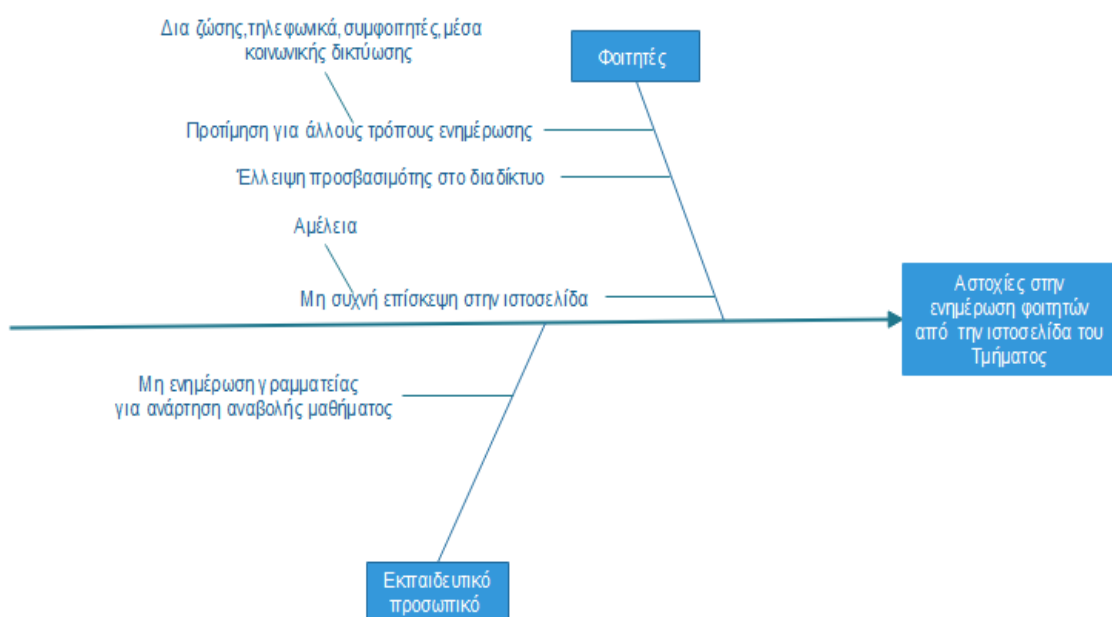 Δια ζώσης,τηλεφωνικά,συμφοιτητές,μέσα
κοινωνικής δικτύωσης
Φοιτητές
Προτίμηση για άλλους τρόπους ενημέρωσης
Έλλειψη προσβασιμότης στο διαδίκτυο
Αμέλεια
Μη συχνή επίσκεψη στην ιστοσελίδα
Αστοχίες στην
ενημέρωση φοιτητών
από την ιστοσελίδα του
Τμήματος
Μη ενημέρωση γραμματείας
για ανάρτηση αναβολής μαθήματος
Εκπαιδευτικό
προσωπικό